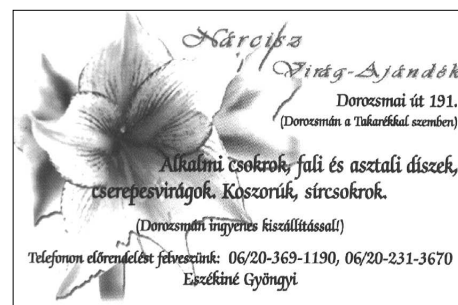 Nárcisz
Virág-Ajándék
Dorozsmai út 191.
(Dorozsmán a Takarékkal szemben)
Alkalmi csokrok, fali és asztali díszek,
cserepesvirágok. Koszorúk, sírcsokrok.
(Dorozsmán ingyenes kiszállítással!)
Telefonon előrendelést felveszünk: 06/20-369-1190, 06/20-231-3670
Eszékiné Gyöngyi